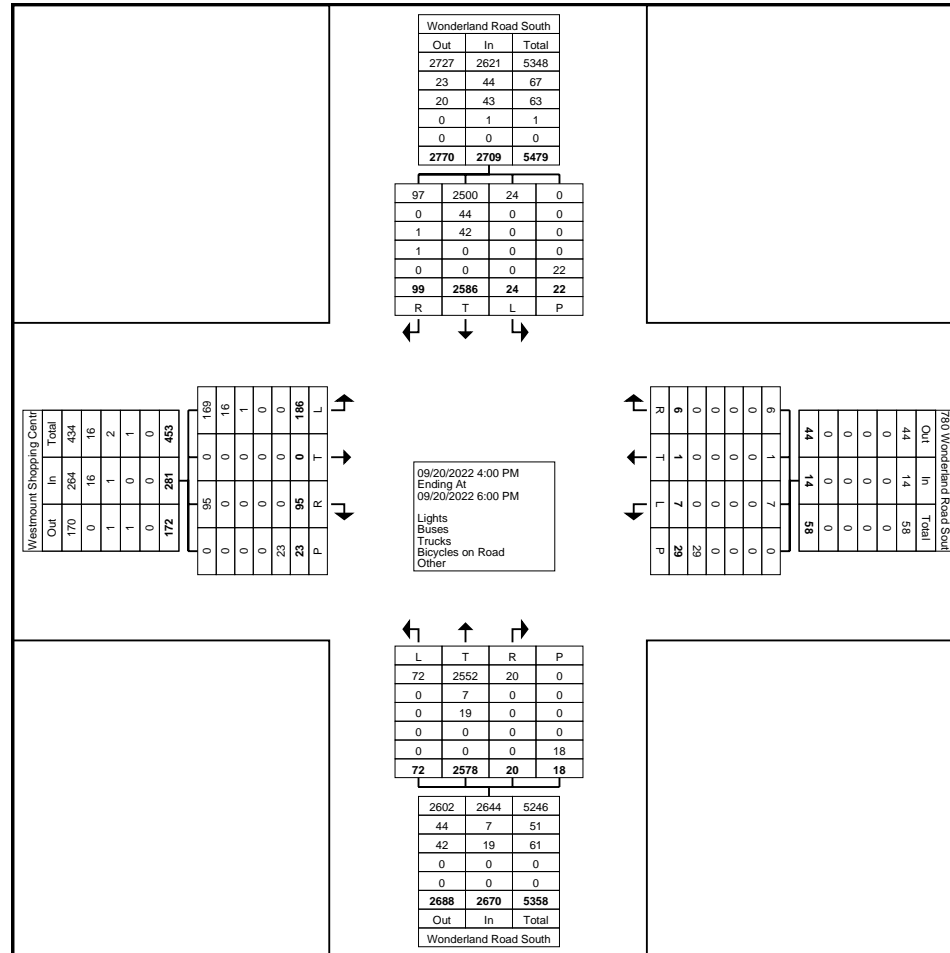 Wonderland Road South
Out In Total
2727 2621 5348
23 44 67
20 43 63
0 1 1
0 0 0
2770 2709 5479
97 2500 24 0
0 44 0 0
1 42 0 0
1 0 0 0
0 0 0 22
99 2586 24 22
R T L P
Westmount Shopping Centr
Total In Out
434 264 170
16 16 0
2 1 1
1 0 1
0 0 0
453 281 172
169 0 95 0
16 0 0 0
1 0 0 0
0 0 0 0
0 0 0 23
186 0 95 23
L T R P
09/20/2022 4:00 PM
Ending At
09/20/2022 6:00 PM
Lights
Buses
Trucks
Bicycles on Road
Other
R T L P
6 1 7 29
0 0 0 29
0 0 0 0
0 0 0 0
0 0 0 0
6 1 7 0
44 14 58
0 0 0
0 0 0
0 0 0
0 0 0
44 14 58
Out In Total
780 Wonderland Road Sout
L T R P
72 2552 20 0
0 7 0 0
0 19 0 0
0 0 0 0
0 0 0 18
72 2578 20 18
2602 2644 5246
44 7 51
42 19 61
0 0 0
0 0 0
2688 2670 5358
Out In Total
Wonderland Road South